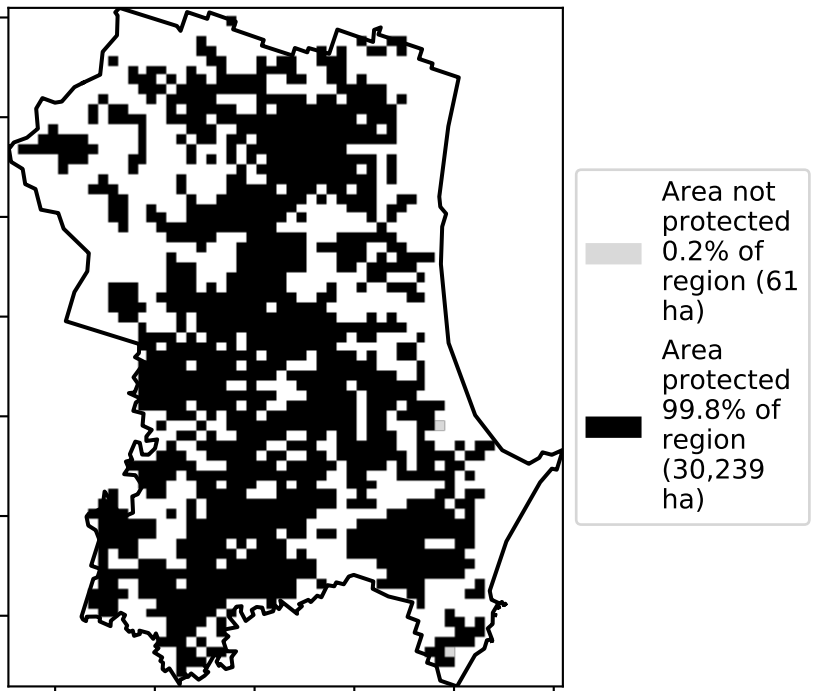 Area not
protected
0.2% of
region (61
ha)
Area
protected
99.8% of
region
(30,239
ha)